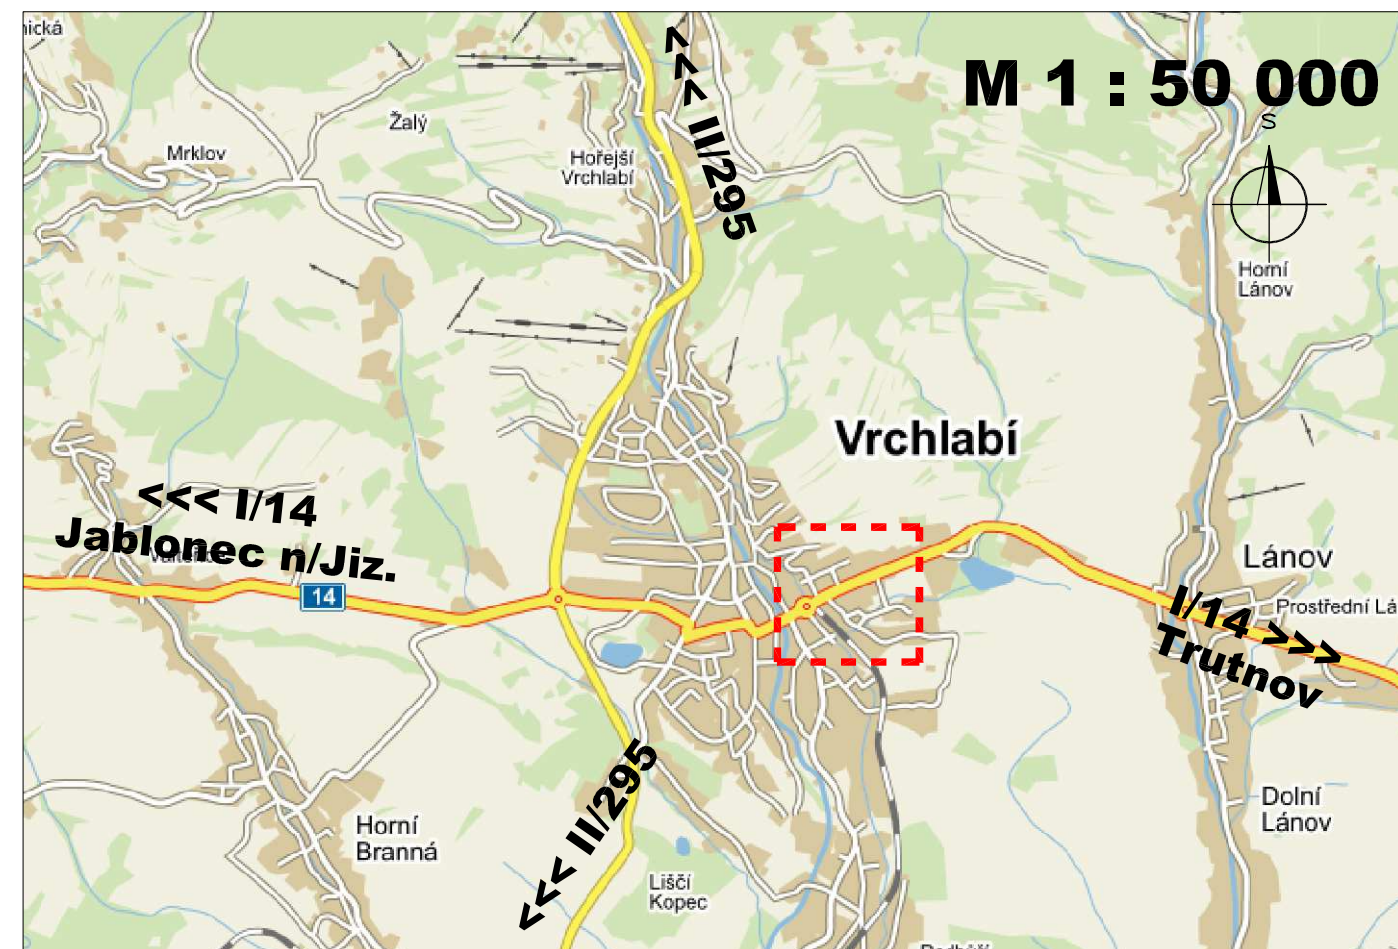 M 1 : 50 000
S
Žalý
Mrklov
Hořejší
Vrchlabí
<<< II/295
Horní
Lánov
Vrchlabí
<<< I/14
Jablonec n/Jiz.
14
Lánov
Prostřední Lá
I/14 >>>
Trutnov
<<< II/295
Horní
Branná
Dolní
Lánov
Liščí
Kopec